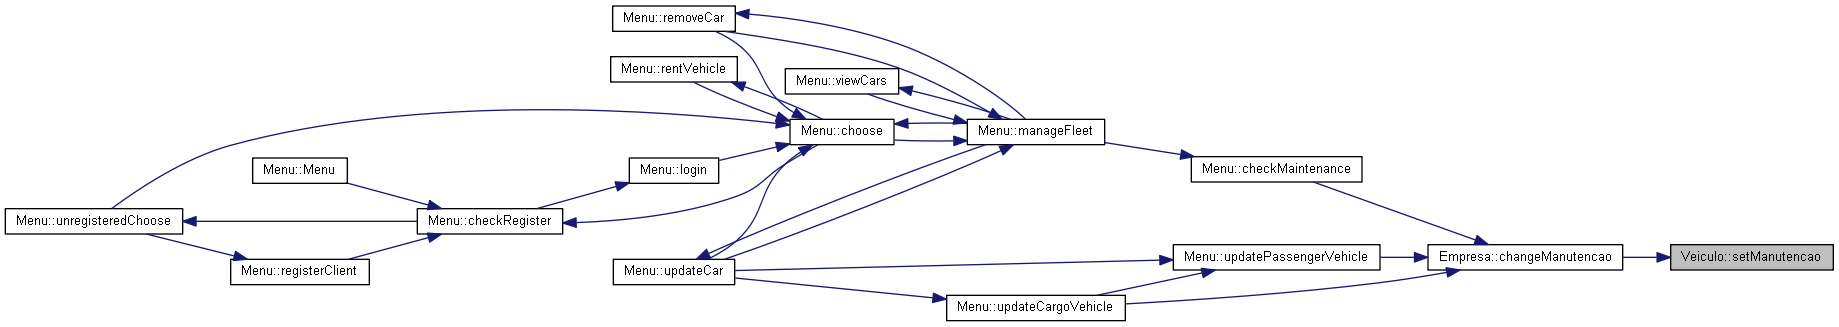 Menu::removeCar
Menu::rentVehicle
Menu::viewCars
Menu::choose
Menu::manageFleet
Menu::Menu
Menu::login
Menu::checkMaintenance
Menu::unregisteredChoose
Menu::checkRegister
Menu::registerClient
Menu::updateCar
Menu::updatePassengerVehicle
Empresa::changeManutencao
Veiculo::setManutencao
Menu::updateCargoVehicle